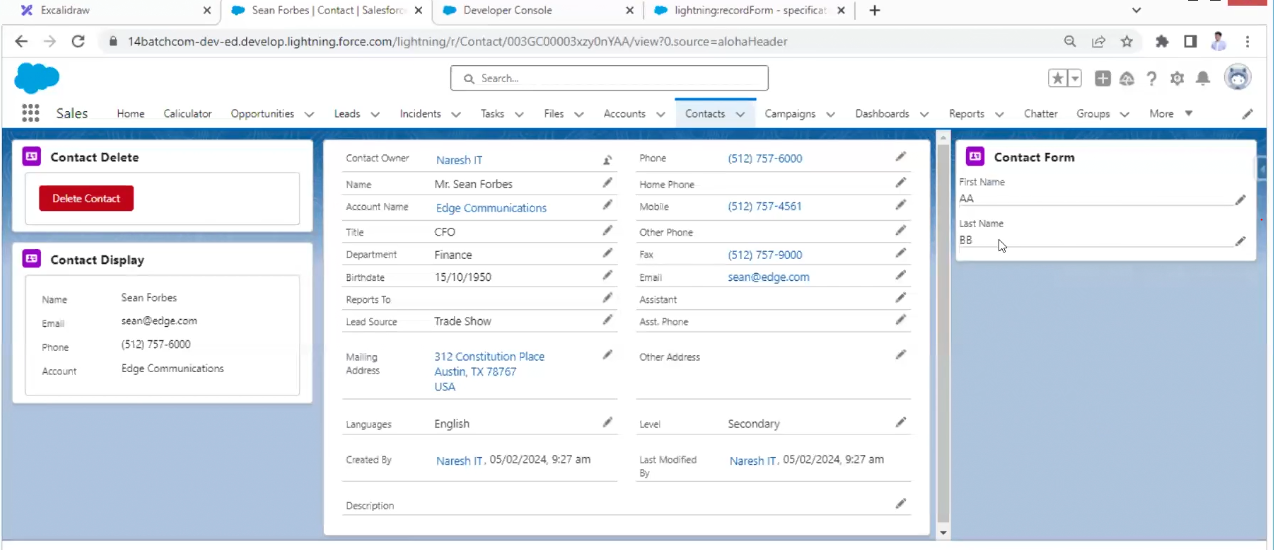 Excalidraw
Sean Forbes | Contact | Salesforc
Developer Console
lightning:recordForm - specificat
14batchcom-dev-ed.develop.lightning.force.com/lightning/r/Contact/003GC00003xzy0nYAA/view?0.source=alohaHeader
Search...
Sales Home Calculator Opportunities Leads Incidents Tasks Files Accounts Contacts Campaigns Dashboards Reports Chatter Groups More
Contact Delete
Delete Contact
Contact Display
Name Sean Forbes
Email sean@edge.com
Phone (512) 757-6000
Account Edge Communications
Contact Owner Naresh IT
Name Mr. Sean Forbes
Account Name Edge Communications
Title CFO
Department Finance
Birthdate 15/10/1950
Reports To
Lead Source Trade Show
Mailing Address 312 Constitution Place
Austin, TX 78767
USA
Languages English
Created By Naresh IT, 05/02/2024, 9:27 am
Description
Phone (512) 757-6000
Home Phone
Mobile (512) 757-4561
Other Phone
Fax (512) 757-9000
Email sean@edge.com
Assistant
Asst. Phone
Other Address
Level Secondary
Last Modified By Naresh IT, 05/02/2024, 9:27 am
Contact Form
First Name
AA
Last Name
BB